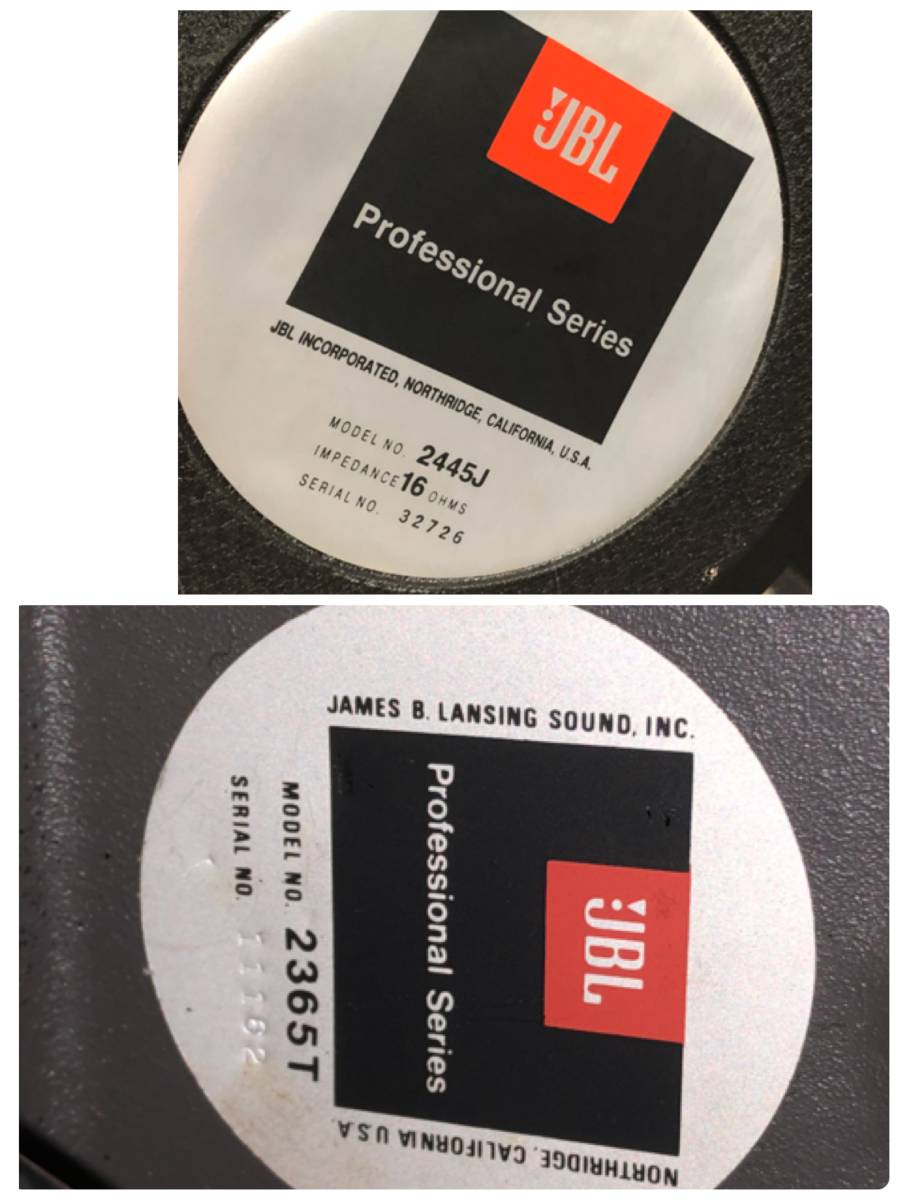 JBL
Professional Series
JBL INCORPORATED, NORTHRIDGE, CALIFORNIA, U.S.A.
MODEL NO. 2445J
IMPEDANCE 16 OHMS
SERIAL NO. 32726
JAMES B. LANSING SOUND, INC.
JBL
Professional Series
MODEL NO. 2365T
SERIAL NO. 11162
NORTHRIDGE, CALIFORNIA U.S.A.